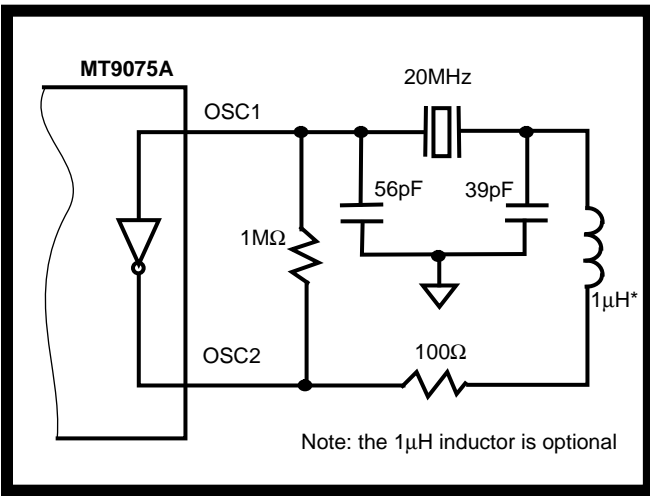 MT9075A
20MHz
OSC1
56pF
39pF
1MΩ
1μH*
OSC2
100Ω
Note: the 1μH inductor is optional